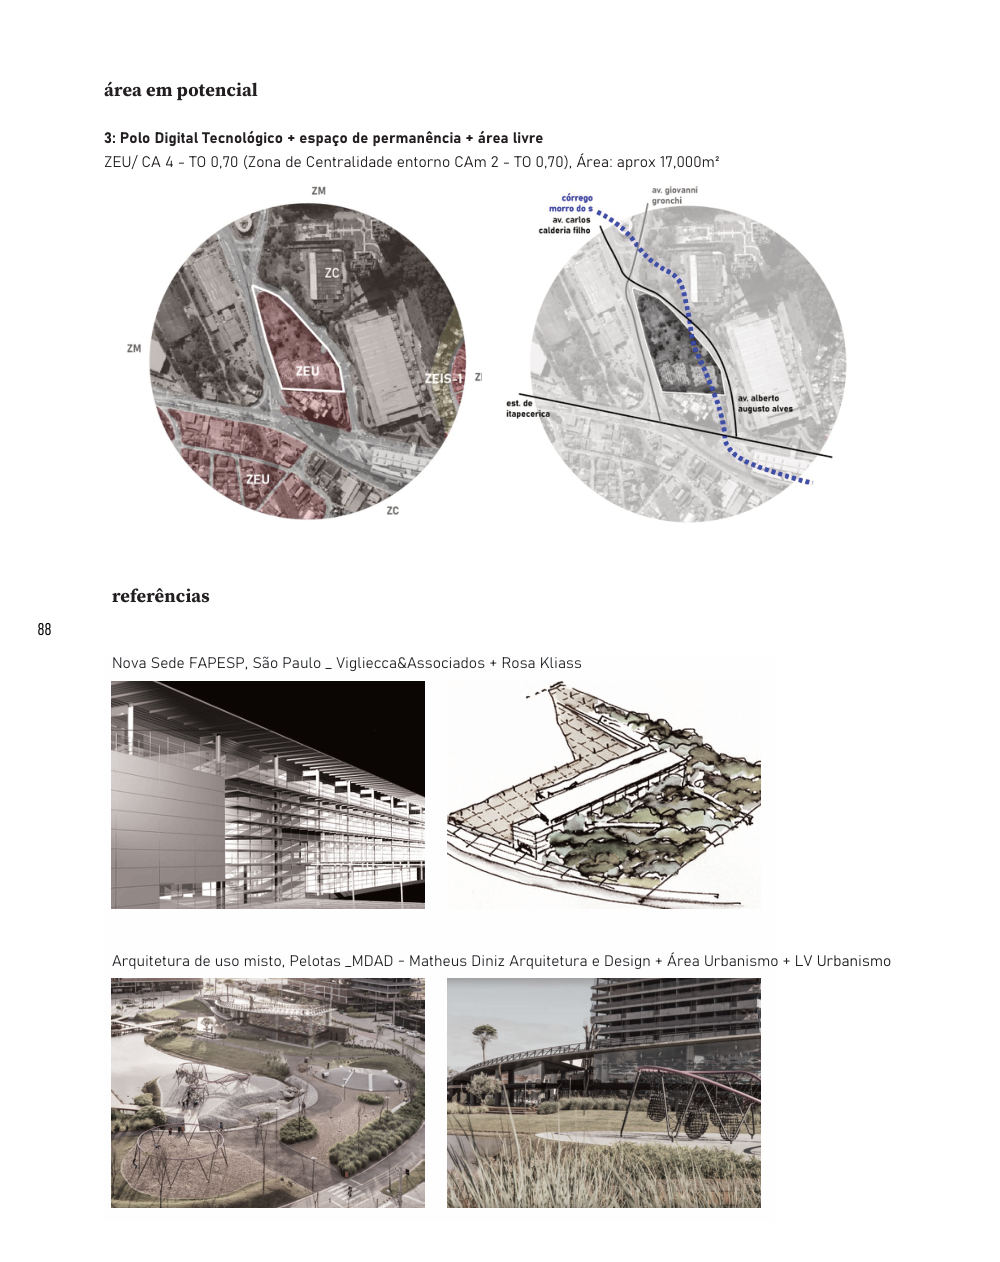 área em potencial
3: Polo Digital Tecnológico + espaço de permanência + área livre
ZEU/ CA 4 - TO 0,70 (Zona de Centralidade entorno CAm 2 - TO 0,70), Área: aprox 17,000m²
ZM
ZC
ZM
ZEU
ZEIS-1
ZEU
ZC
av. giovanni
gronchi
córrego
morro do s
av. carlos
calderia filho
est. de
itapecerica
av. alberto
augusto alves
referências
88
Nova Sede FAPESP, São Paulo _ Vigliecca&Associados + Rosa Kliass
Arquitetura de uso misto, Pelotas _MDAD - Matheus Diniz Arquitetura e Design + Área Urbanismo + LV Urbanismo